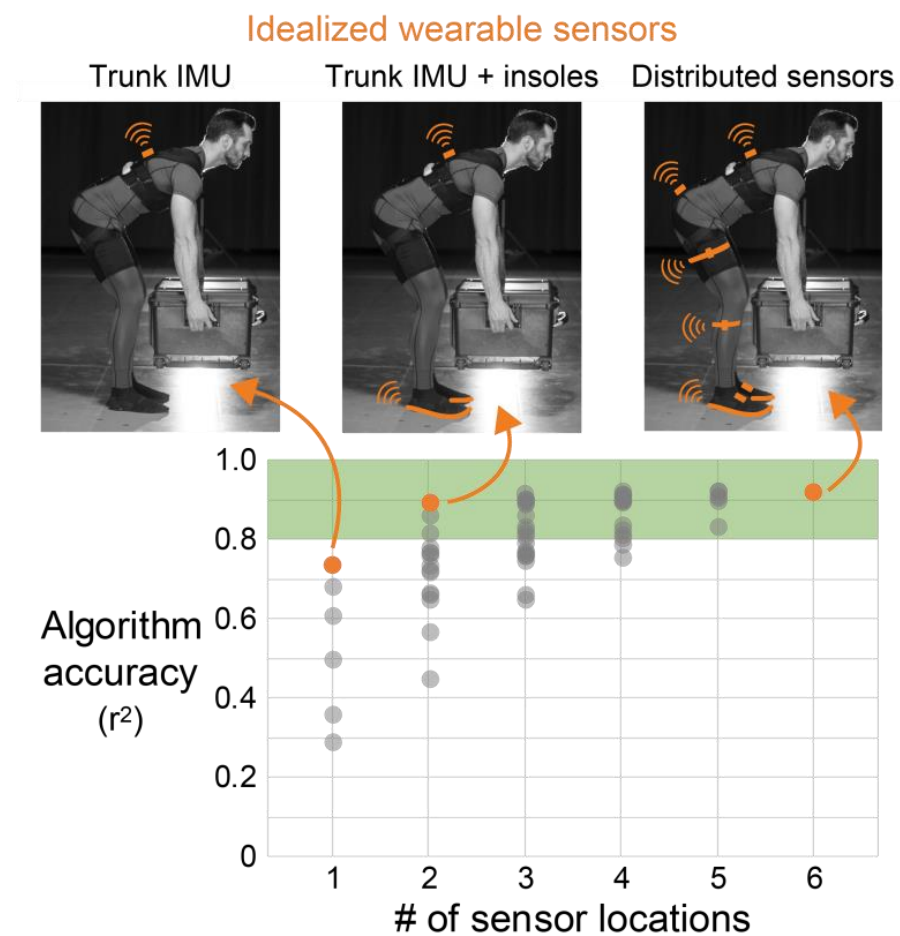 Idealized wearable sensors
Trunk IMU
Trunk IMU + insoles
Distributed sensors
1.0
0.8
0.6
0.4
0.2
0
Algorithm
accuracy
(r²)
1 2 3 4 5 6
# of sensor locations